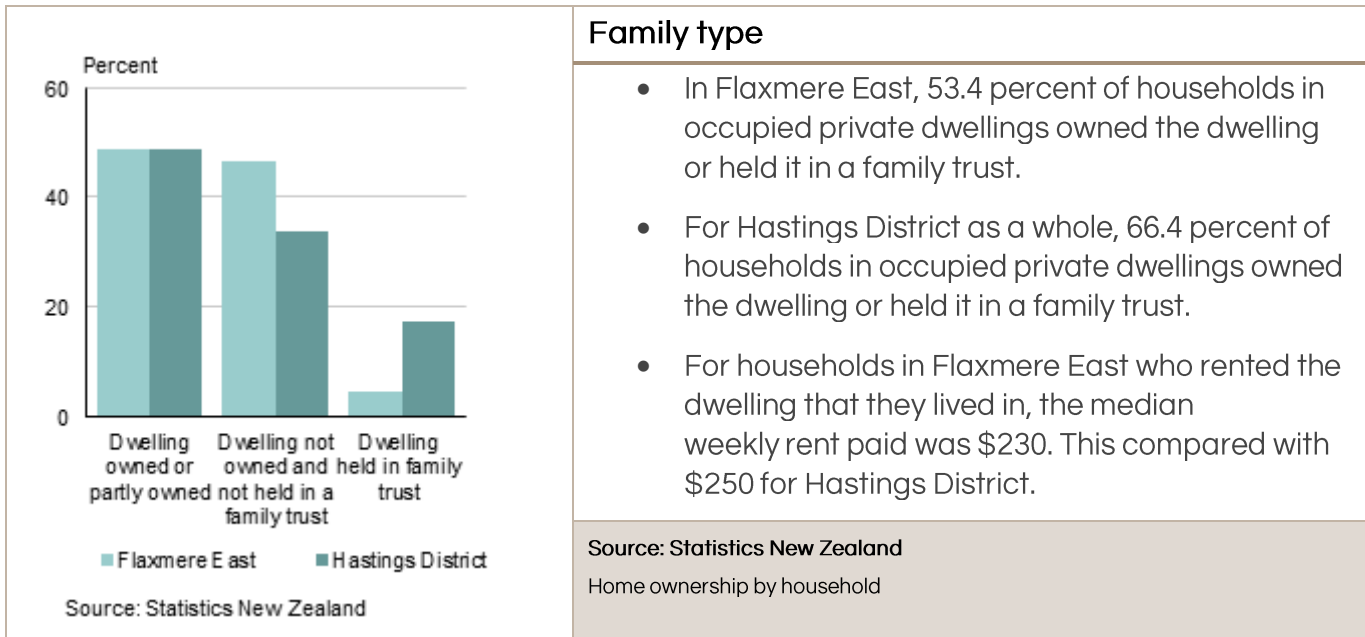 Percent
60
40
20
0
Dwelling owned or partly owned
Dwelling not owned and not held in a family trust
Dwelling held in family trust
Flaxmere East
Hastings District
Source: Statistics New Zealand
Family type
• In Flaxmere East, 53.4 percent of households in
occupied private dwellings owned the dwelling
or held it in a family trust.
• For Hastings District as a whole, 66.4 percent of
households in occupied private dwellings owned
the dwelling or held it in a family trust.
• For households in Flaxmere East who rented the
dwelling that they lived in, the median
weekly rent paid was $230. This compared with
$250 for Hastings District.
Source: Statistics New Zealand
Home ownership by household